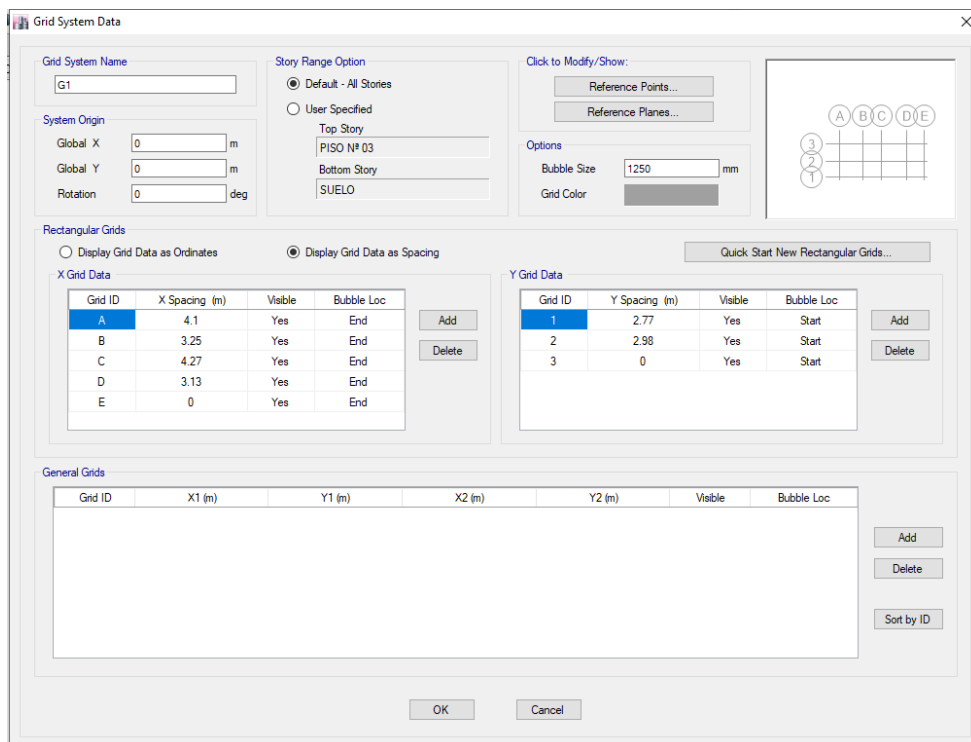 Grid System Data
Grid System Name
G1
System Origin
Global X 0 m
Global Y 0 m
Rotation 0 deg
Story Range Option
Default - All Stories
User Specified
Top Story
PISO Nº 03
Bottom Story
SUELO
Click to Modify/Show:
Reference Points...
Reference Planes...
Options
Bubble Size 1250 mm
Grid Color
A B C D E
3
2
1
Rectangular Grids
Display Grid Data as Ordinates Display Grid Data as Spacing Quick Start New Rectangular Grids...
X Grid Data
Grid ID X Spacing (m) Visible Bubble Loc
A 4.1 Yes End
B 3.25 Yes End
C 4.27 Yes End
D 3.13 Yes End
E 0 Yes End
Add
Delete
Y Grid Data
Grid ID Y Spacing (m) Visible Bubble Loc
1 2.77 Yes Start
2 2.98 Yes Start
3 0 Yes Start
Add
Delete
General Grids
Grid ID X1 (m) Y1 (m) X2 (m) Y2 (m) Visible Bubble Loc
Add
Delete
Sort by ID
OK Cancel